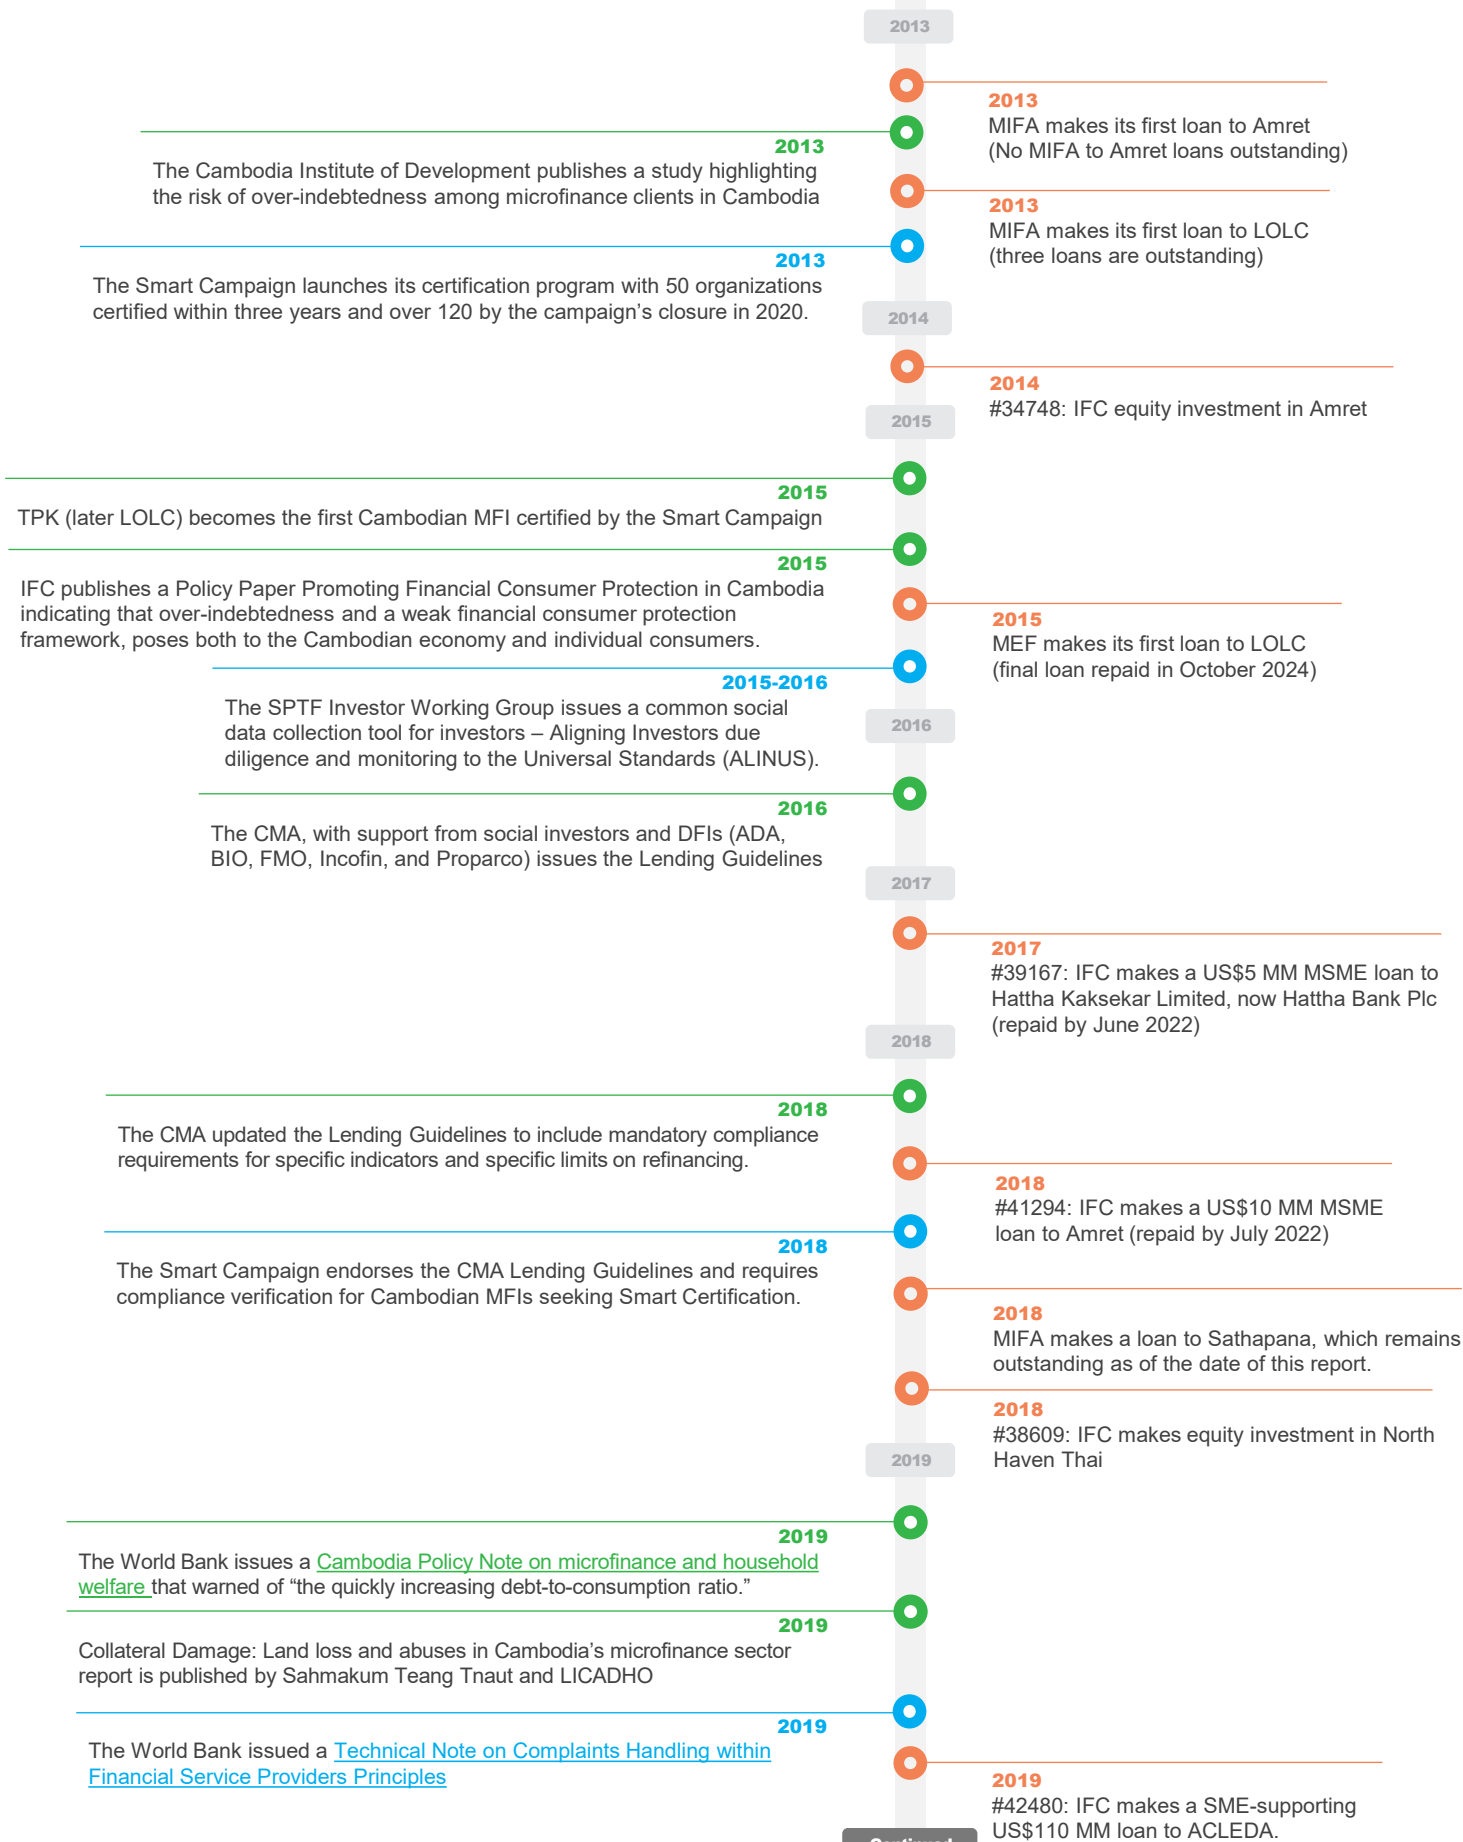 2013
2013
MIFA makes its first loan to Amret
(No MIFA to Amret loans outstanding)
2013
The Cambodia Institute of Development publishes a study highlighting
the risk of over-indebtedness among microfinance clients in Cambodia
2013
MIFA makes its first loan to LOLC
(three loans are outstanding)
2013
The Smart Campaign launches its certification program with 50 organizations
certified within three years and over 120 by the campaign's closure in 2020.
2014
2014
#34748: IFC equity investment in Amret
2015
2015
TPK (later LOLC) becomes the first Cambodian MFI certified by the Smart Campaign
2015
IFC publishes a Policy Paper Promoting Financial Consumer Protection in Cambodia
indicating that over-indebtedness and a weak financial consumer protection
framework, poses both to the Cambodian economy and individual consumers.
2015
MEF makes its first loan to LOLC
(final loan repaid in October 2024)
2015-2016
The SPTF Investor Working Group issues a common social
data collection tool for investors – Aligning Investors due
diligence and monitoring to the Universal Standards (ALINUS).
2016
2016
The CMA, with support from social investors and DFIs (ADA,
BIO, FMO, Incofin, and Proparco) issues the Lending Guidelines
2017
2017
#39167: IFC makes a US$5 MM MSME loan to
Hattha Kaksekar Limited, now Hattha Bank Plc
(repaid by June 2022)
2018
2018
The CMA updated the Lending Guidelines to include mandatory compliance
requirements for specific indicators and specific limits on refinancing.
2018
#41294: IFC makes a US$10 MM MSME
loan to Amret (repaid by July 2022)
2018
The Smart Campaign endorses the CMA Lending Guidelines and requires
compliance verification for Cambodian MFIs seeking Smart Certification.
2018
MIFA makes a loan to Sathapana, which remains
outstanding as of the date of this report.
2018
#38609: IFC makes equity investment in North
Haven Thai
2019
2019
The World Bank issues a Cambodia Policy Note on microfinance and household
welfare that warned of “the quickly increasing debt-to-consumption ratio.”
2019
Collateral Damage: Land loss and abuses in Cambodia's microfinance sector
report is published by Sahmakum Teang Tnaut and LICADHO
2019
The World Bank issued a Technical Note on Complaints Handling within
Financial Service Providers Principles
2019
#42480: IFC makes a SME-supporting
US$110 MM loan to ACLEDA.
Continued